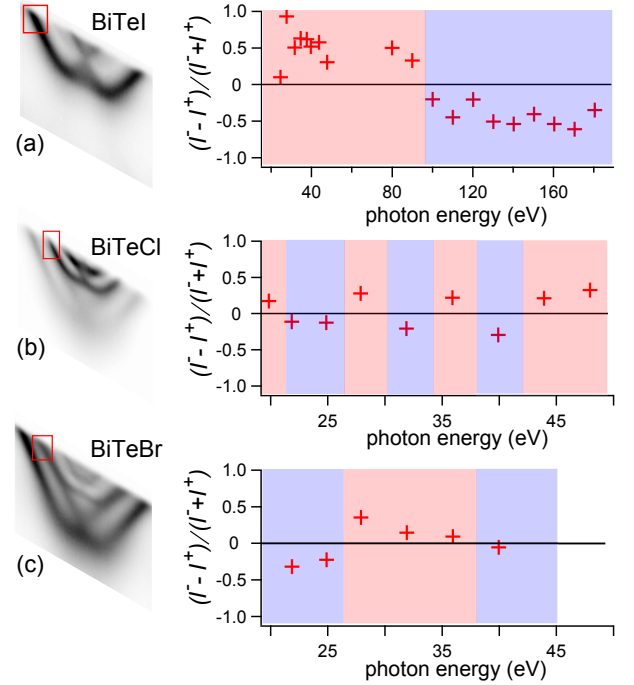 BiTeI
(a)
(I⁻ - I⁺)/(I⁻+I⁺)
1.0
0.5
0
-0.5
-1.0
40 80 120 160
photon energy (eV)
BiTeCl
(b)
(I⁻ - I⁺)/(I⁻+I⁺)
1.0
0.5
0
-0.5
-1.0
25 35 45
photon energy (eV)
BiTeBr
(c)
(I⁻ - I⁺)/(I⁻+I⁺)
1.0
0.5
0
-0.5
-1.0
25 35 45
photon energy (eV)